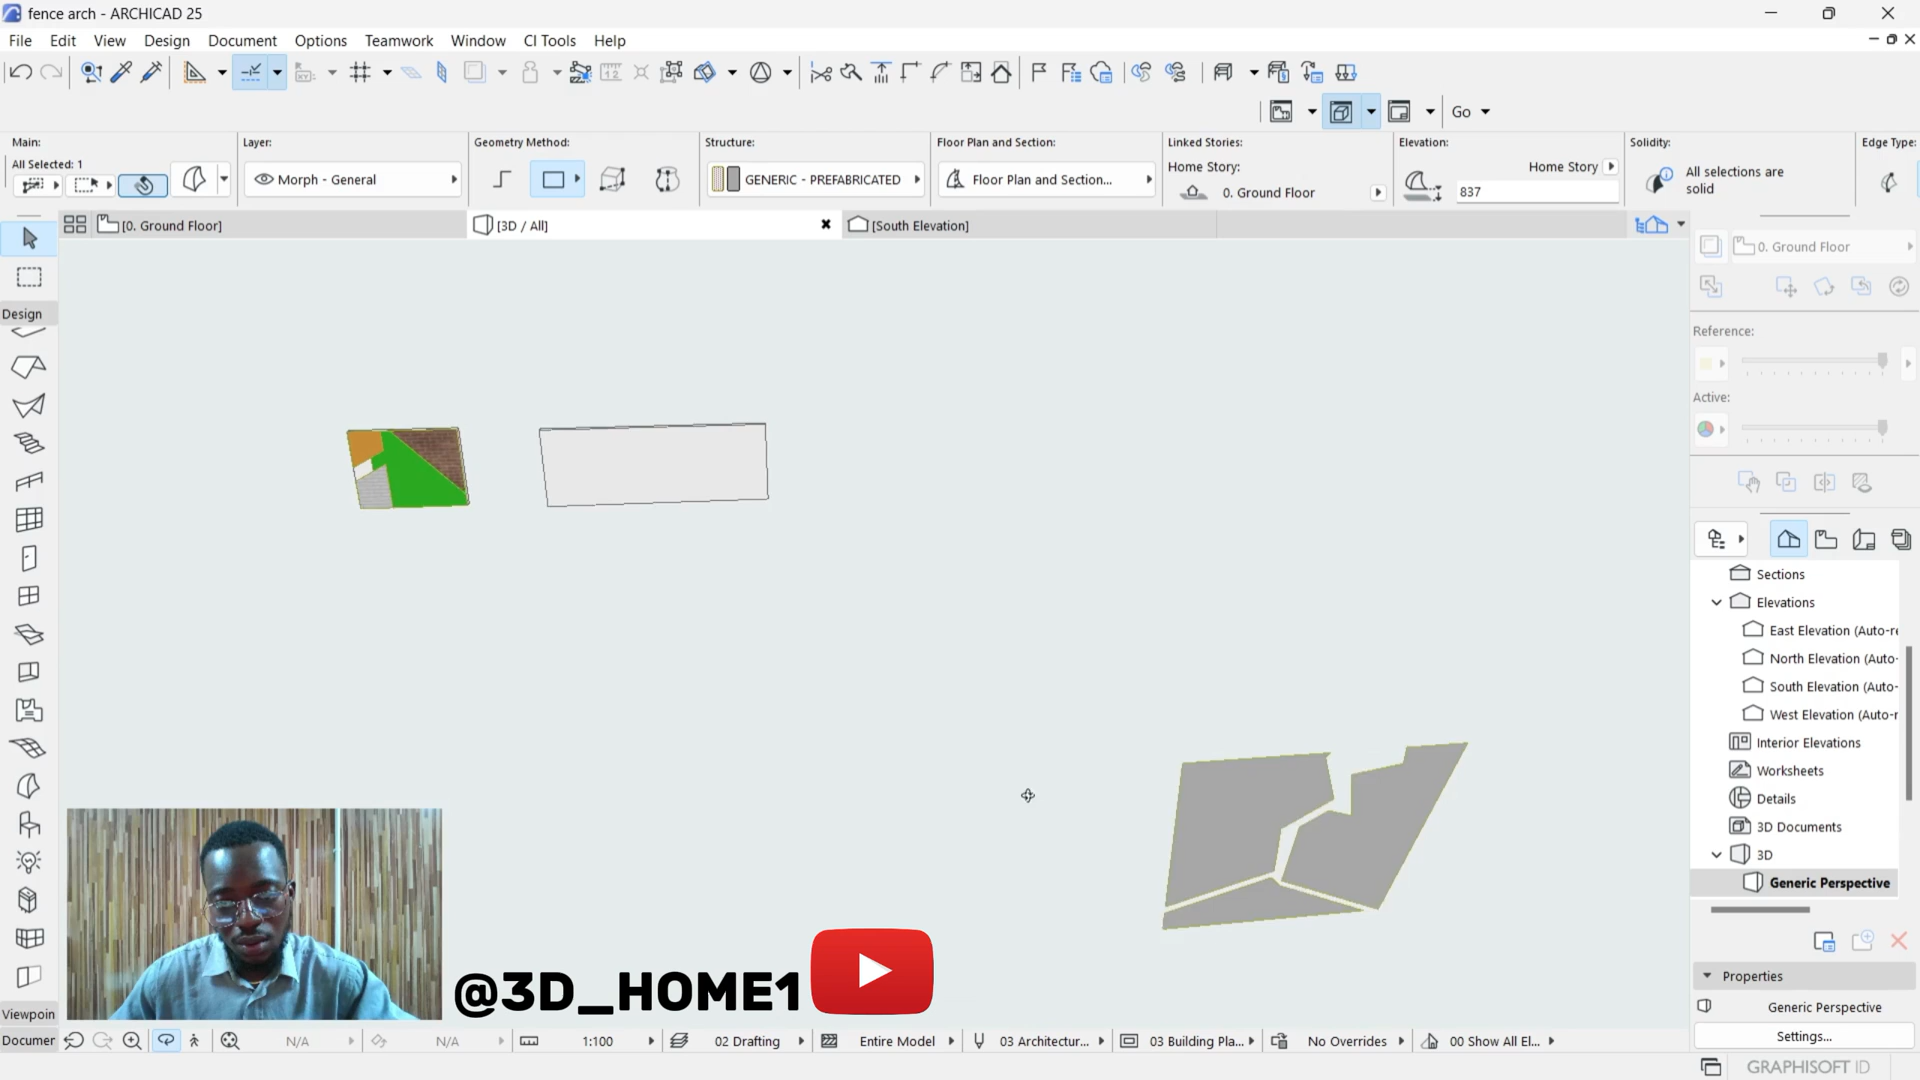 fence arch - ARCHICAD 25
File Edit View Design Document Options Teamwork Window CI Tools Help
Go
Main:
All Selected: 1
Layer:
Morph - General
Geometry Method:
Structure:
GENERIC - PREFABRICATED
Floor Plan and Section:
Floor Plan and Section...
Linked Stories:
Home Story:
0. Ground Floor
Elevation:
Home Story
837
Solidity:
All selections are
solid
Edge Type:
[0. Ground Floor]
[3D / All]
[South Elevation]
Design
0. Ground Floor
Reference:
Active:
Sections
Elevations
East Elevation (Auto-re
North Elevation (Auto-
South Elevation (Auto-
West Elevation (Auto-r
Interior Elevations
Worksheets
Details
3D Documents
3D
Generic Perspective
Properties
Generic Perspective
Settings...
@3D_HOME1
Viewpoin
Documer
N/A
N/A
1:100
02 Drafting
Entire Model
03 Architectur...
03 Building Pla...
No Overrides
00 Show All El...
GRAPHISOFT ID